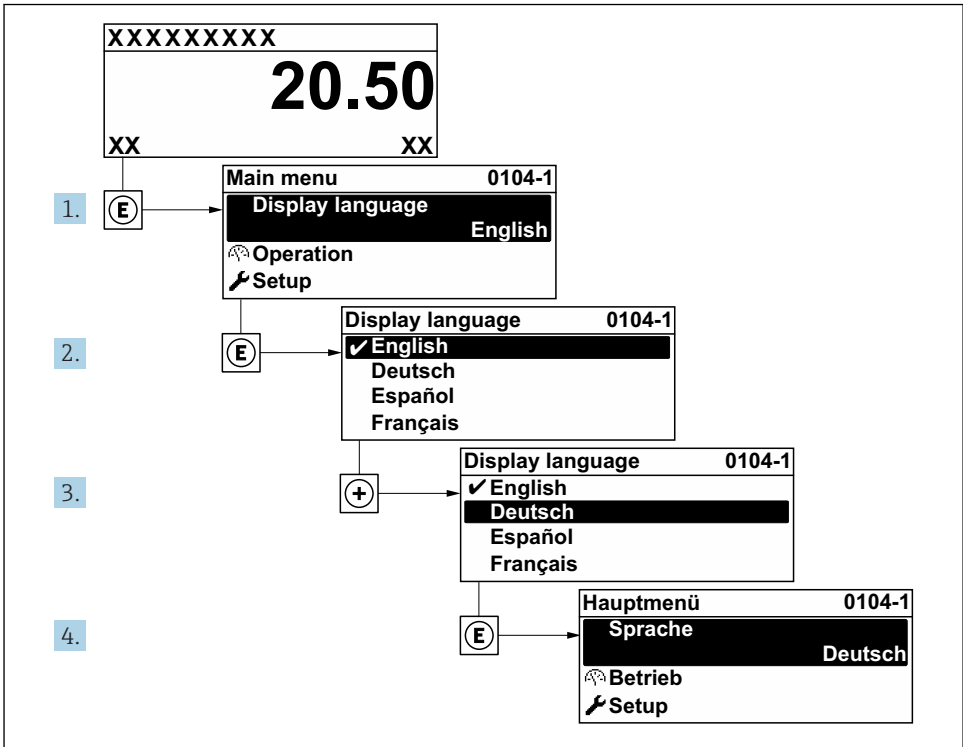 XXXXXXXXX
20.50
XX XX
1.
E
Main menu 0104-1
Display language
English
Operation
Setup
2.
E
Display language 0104-1
✔English
Deutsch
Español
Français
3.
+
Display language 0104-1
✔English
Deutsch
Español
Français
4.
E
Hauptmenü 0104-1
Sprache
Deutsch
Betrieb
Setup